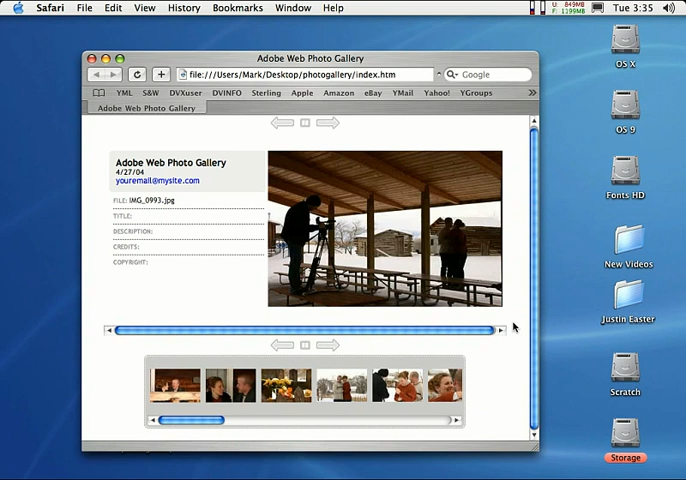 Safari File Edit View History Bookmarks Window Help U: 849MB F: 1199MB Tue 3:35
Adobe Web Photo Gallery
file:///Users/Mark/Desktop/photogallery/index.htm Google
YML S&W DVXuser DVINFO Sterling Apple Amazon eBay YMail Yahoo! YGroups
Adobe Web Photo Gallery
Adobe Web Photo Gallery
4/27/04
youremail@mysite.com
FILE: IMG_0993.jpg
TITLE:
DESCRIPTION:
CREDITS:
COPYRIGHT:
OS X
OS 9
Fonts HD
New Videos
Justin Easter
Scratch
Storage